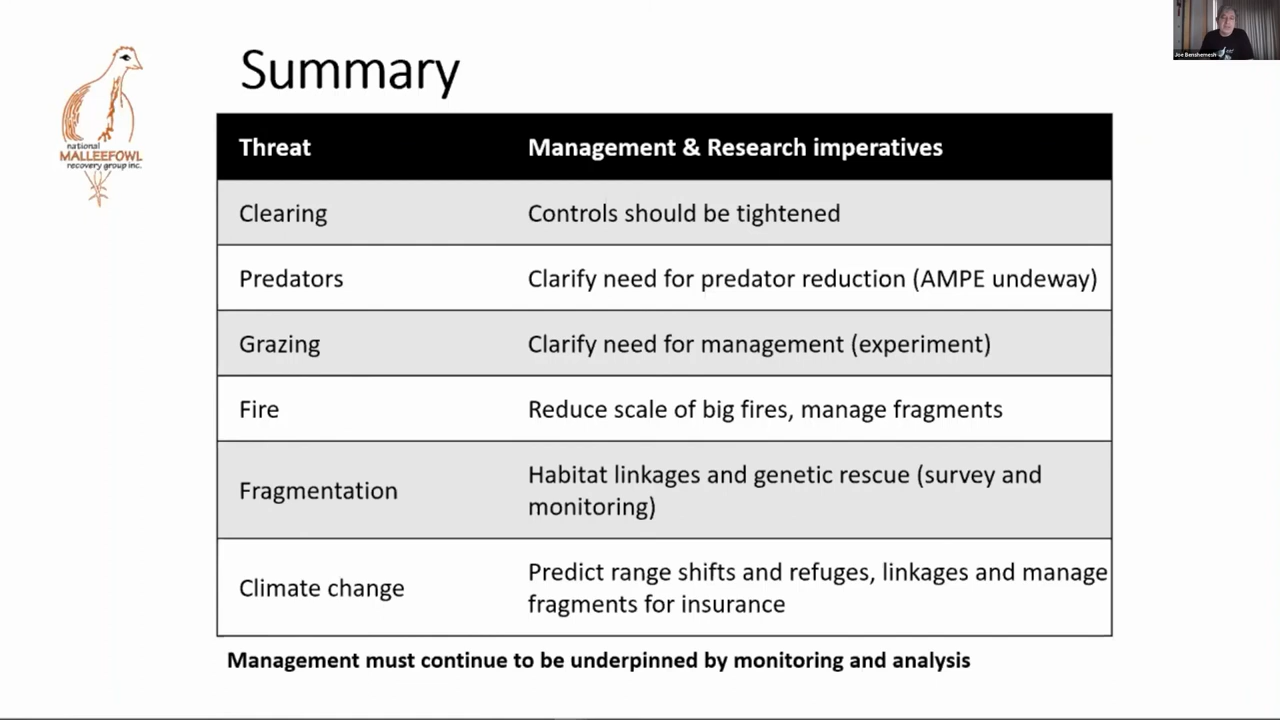 Summary
national
MALLEEFOWL
recovery group inc.
Joe Benshemesh
Threat
Management & Research imperatives
Clearing
Controls should be tightened
Predators
Clarify need for predator reduction (AMPE undeway)
Grazing
Clarify need for management (experiment)
Fire
Reduce scale of big fires, manage fragments
Fragmentation
Habitat linkages and genetic rescue (survey and
monitoring)
Climate change
Predict range shifts and refuges, linkages and manage
fragments for insurance
Management must continue to be underpinned by monitoring and analysis